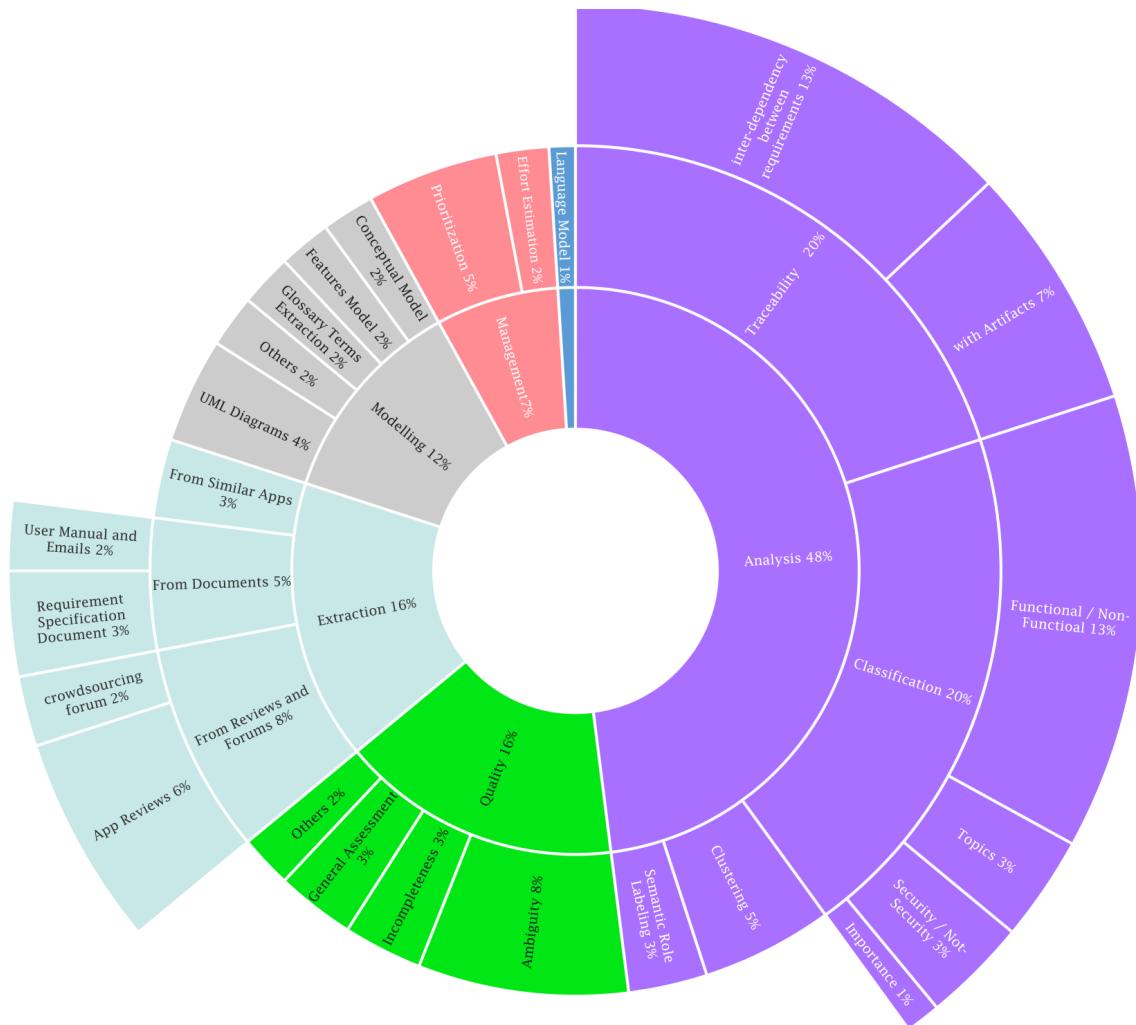 inter-dependency
between
requirements 13%
Traceability 20%
with Artifacts 7%
Analysis 48%
Functional / Non-
Functioal 13%
Classification 20%
Topics 3%
Security / Not-
Security 3%
Importance 1%
Clustering 5%
Semantic Role
Labeling 3%
Quality 16%
Ambiguity 8%
Incompleteness 3%
General Assessment
3%
Others 2%
Extraction 16%
From Reviews and
Forums 8%
App Reviews 6%
crowdsourcing
forum 2%
From Documents 5%
Requirement
Specification
Document 3%
User Manual and
Emails 2%
From Similar Apps
3%
Modelling 12%
UML Diagrams 4%
Others 2%
Glossary Terms
Extraction 2%
Features Model 2%
Conceptual Model
2%
Management7%
Prioritization 5%
Effort Estimation 2%
Language Model 1%